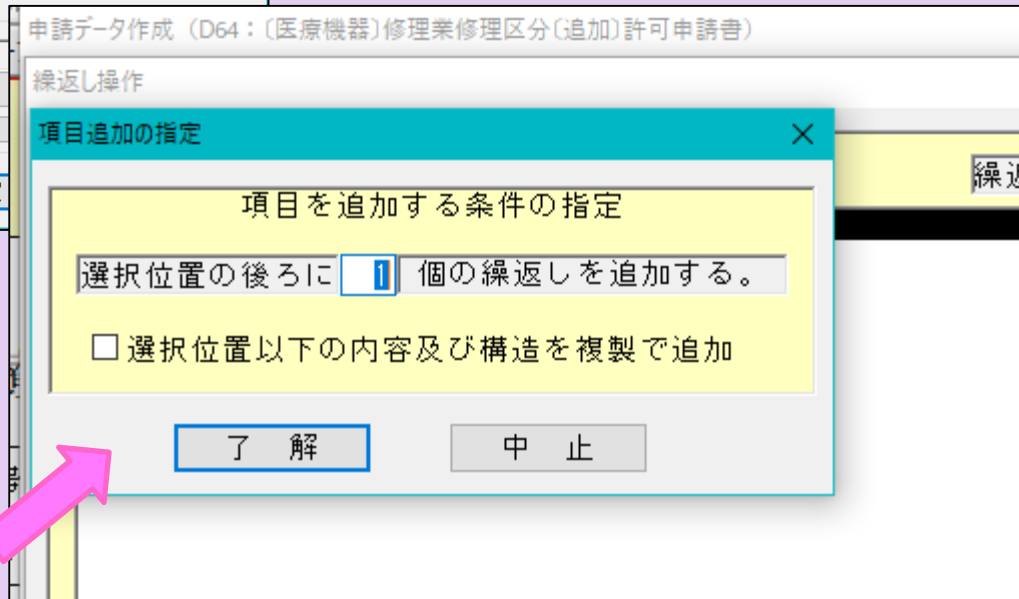 申請データ作成（D64：〔医療機器〕修理業修理区分〔追加〕許可申請書）
繰返し操作
項目追加の指定
項目を追加する条件の指定
選択位置の後ろに 1 個の繰返しを追加する。
選択位置以下の内容及び構造を複製で追加
了　解
中　止